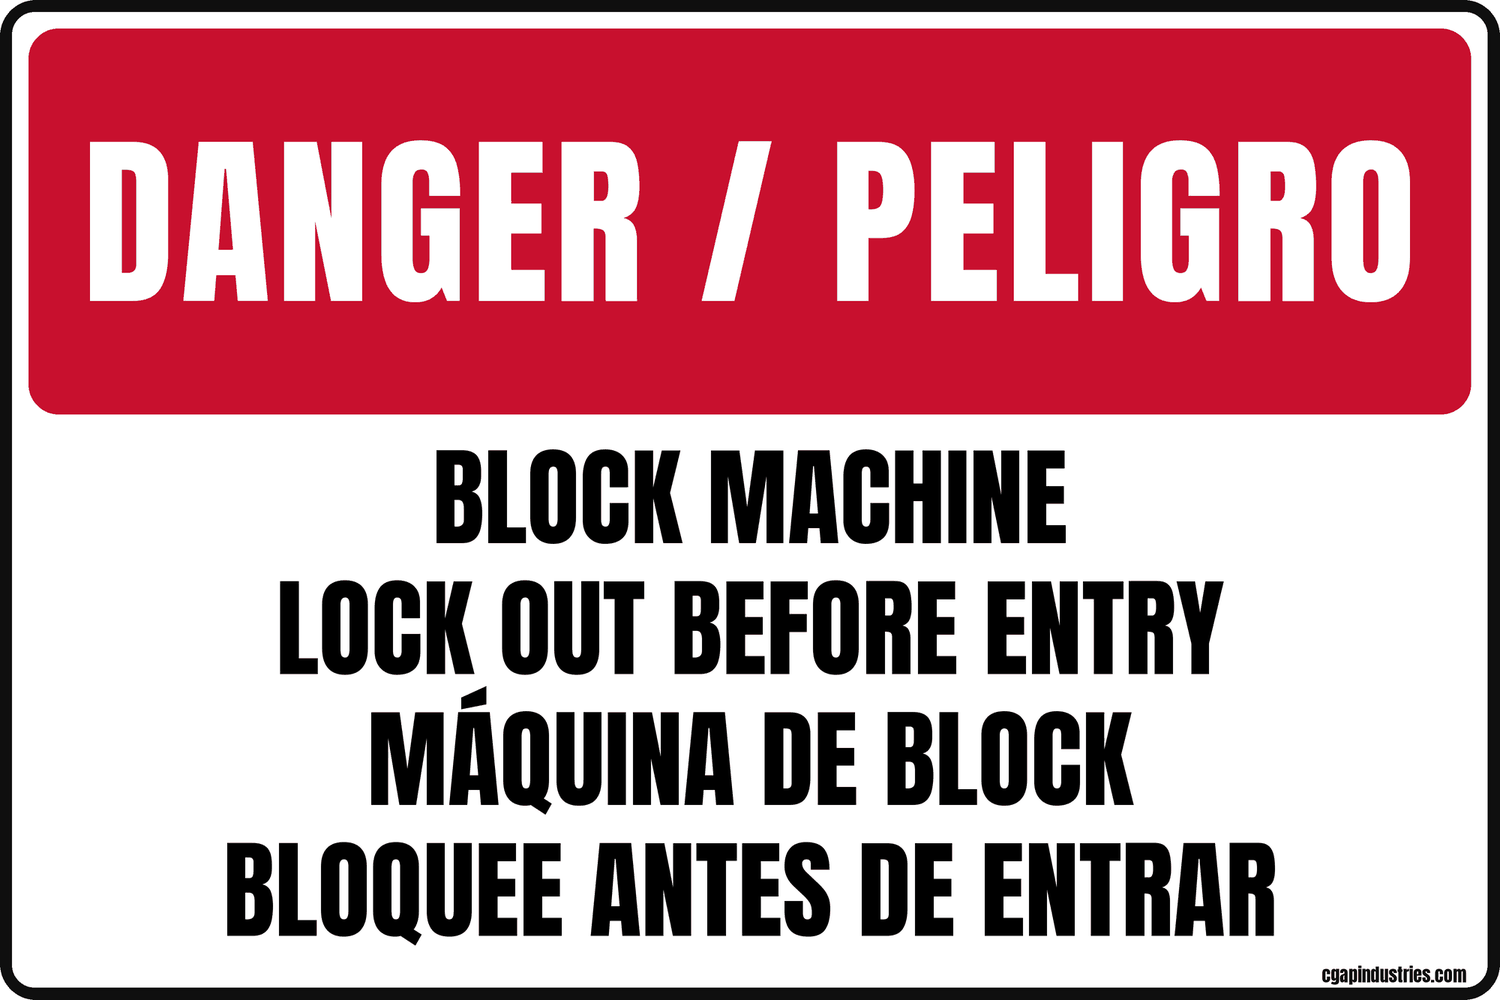 DANGER / PELIGRO
BLOCK MACHINE
LOCK OUT BEFORE ENTRY
MÁQUINA DE BLOCK
BLOQUEE ANTES DE ENTRAR
cgapindustries.com